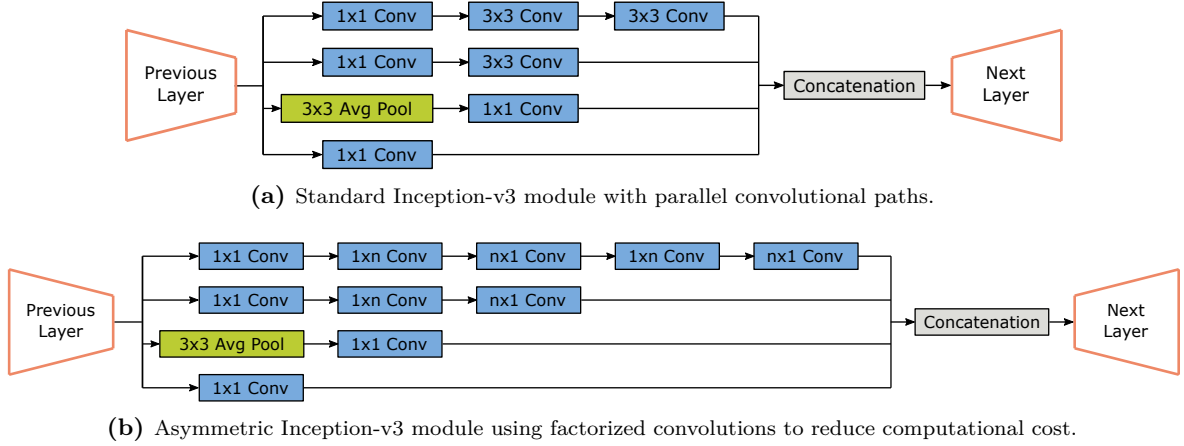 1x1 Conv 3x3 Conv 3x3 Conv
Previous
Layer
1x1 Conv 3x3 Conv
3x3 Avg Pool 1x1 Conv
1x1 Conv
Concatenation
Next
Layer
(a) Standard Inception-v3 module with parallel convolutional paths.
1x1 Conv 1xn Conv nx1 Conv 1xn Conv nx1 Conv
Previous
Layer
1x1 Conv 1xn Conv nx1 Conv
3x3 Avg Pool 1x1 Conv
1x1 Conv
Concatenation
Next
Layer
(b) Asymmetric Inception-v3 module using factorized convolutions to reduce computational cost.